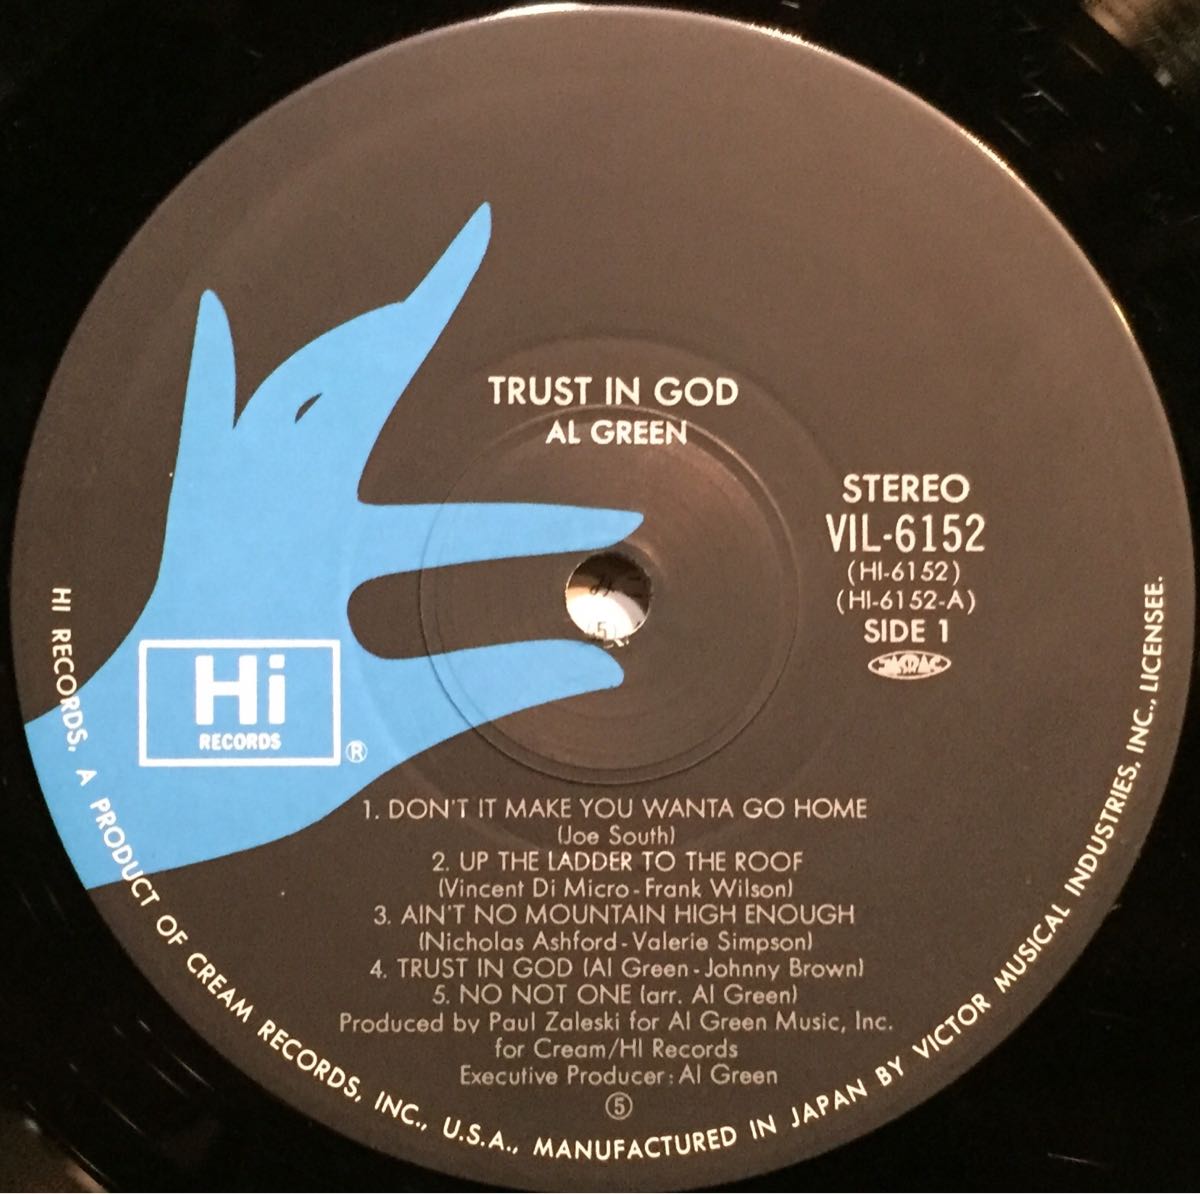 TRUST IN GOD
AL GREEN
STEREO
VIL-6152
(HI-6152)
(HI-6152-A)
SIDE 1
JASRAC
Hi
RECORDS
®
1. DON'T IT MAKE YOU WANTA GO HOME
(Joe South)
2. UP THE LADDER TO THE ROOF
(Vincent Di Micro-Frank Wilson)
3. AIN'T NO MOUNTAIN HIGH ENOUGH
(Nicholas Ashford-Valerie Simpson)
4. TRUST IN GOD (Al Green-Johnny Brown)
5. NO NOT ONE (arr. Al Green)
Produced by Paul Zaleski for Al Green Music, Inc.
for Cream/HI Records
Executive Producer: Al Green
⑤
HI RECORDS, A PRODUCT OF CREAM RECORDS, INC., U.S.A., MANUFACTURED IN JAPAN BY VICTOR MUSICAL INDUSTRIES, INC., LICENSEE.